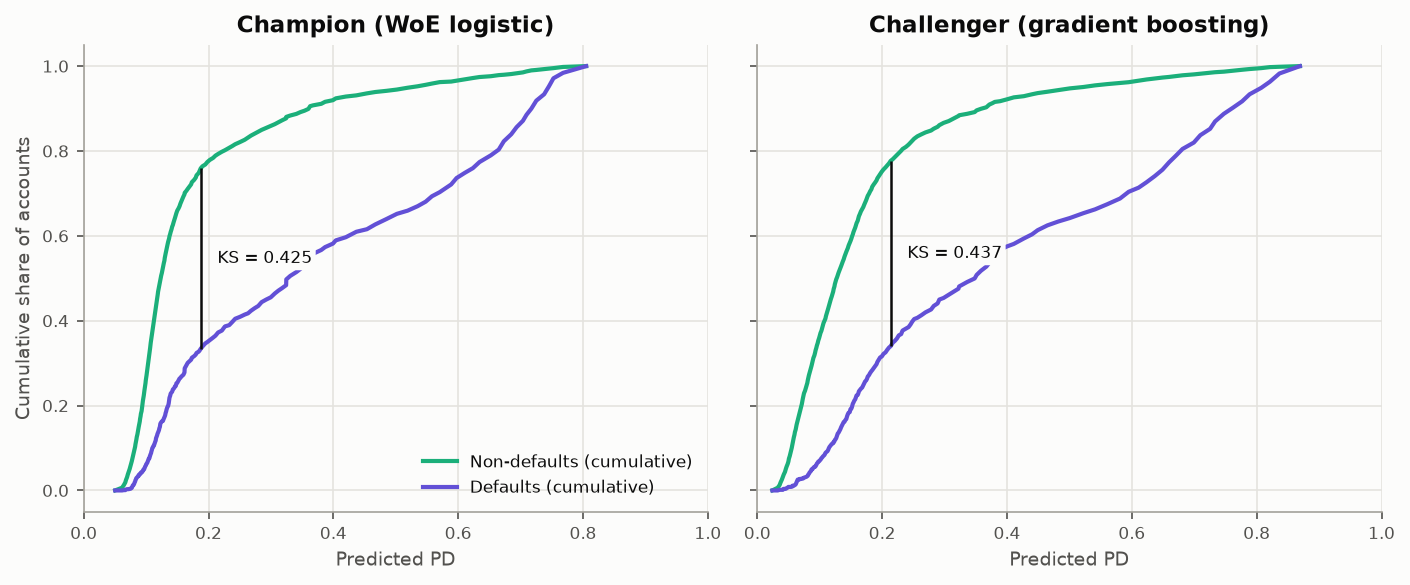 Champion (WoE logistic)
Challenger (gradient boosting)
Cumulative share of accounts
1.0
0.8
0.6
0.4
0.2
0.0
KS = 0.425
KS = 0.437
Non-defaults (cumulative)
Defaults (cumulative)
0.0 0.2 0.4 0.6 0.8 1.0
0.0 0.2 0.4 0.6 0.8 1.0
Predicted PD
Predicted PD